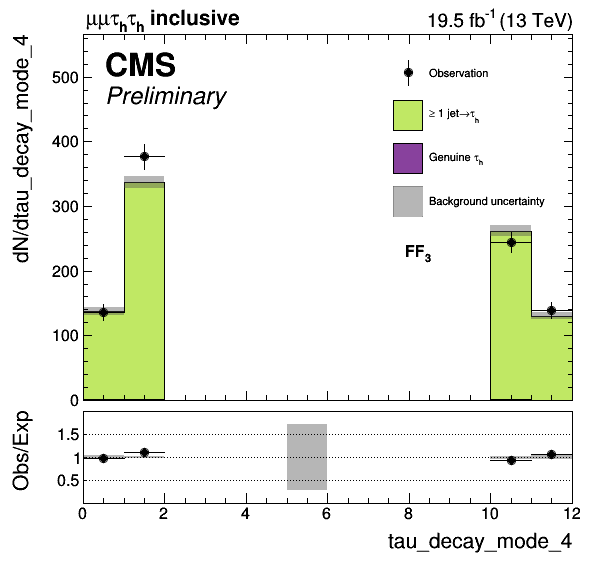 μμτhτh inclusive
19.5 fb-1 (13 TeV)
CMS
Preliminary
Observation
≥ 1 jet→τh
Genuine τh
Background uncertainty
FF3
dN/dtau_decay_mode_4
500
400
300
200
100
0
Obs/Exp
1.5
1
0.5
0 2 4 6 8 10 12
tau_decay_mode_4